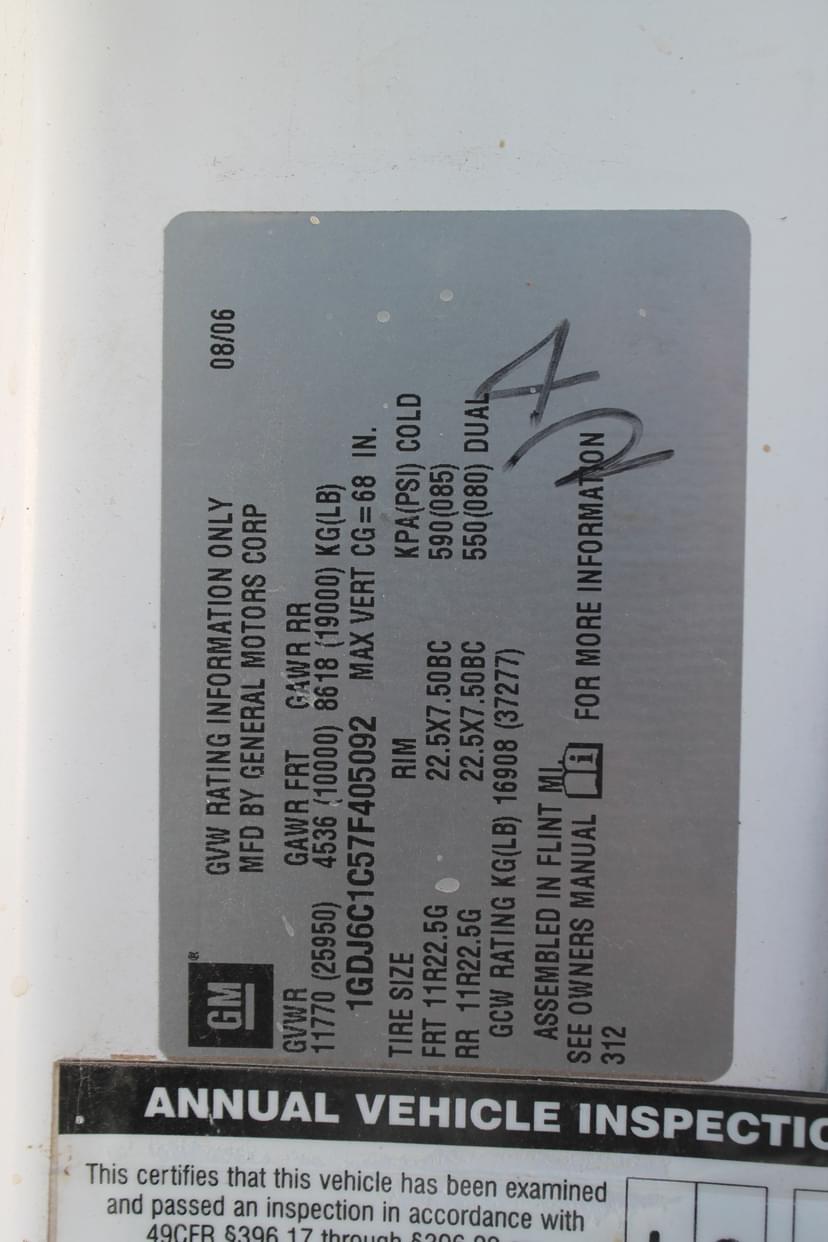 GM®
GVW RATING INFORMATION ONLY 08/06
MFD BY GENERAL MOTORS CORP
GVWR GAWR FRT GAWR RR
11770 (25950) 4536 (10000) 8618 (19000) KG(LB)
1GDJ6C1C57F405092 MAX VERT CG=68 IN.
TIRE SIZE RIM KPA(PSI) COLD
FRT 11R22.5G 22.5X7.50BC 590(085)
RR 11R22.5G 22.5X7.50BC 550(080) DUAL
GCW RATING KG(LB) 16908 (37277)
ASSEMBLED IN FLINT MI.
SEE OWNERS MANUAL i FOR MORE INFORMATION
312
ANNUAL VEHICLE INSPECTIO
This certifies that this vehicle has been examined
and passed an inspection in accordance with
49CFR §396.17 through